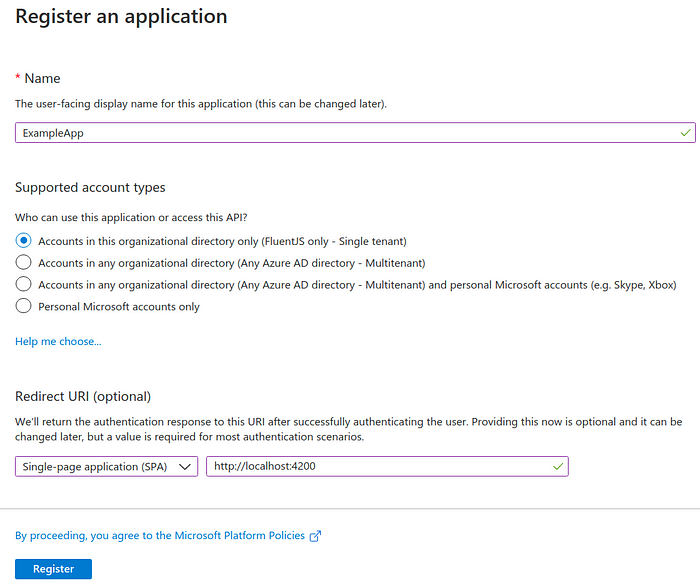 Register an application
* Name
The user-facing display name for this application (this can be changed later).
ExampleApp
Supported account types
Who can use this application or access this API?
Accounts in this organizational directory only (FluentJS only - Single tenant)
Accounts in any organizational directory (Any Azure AD directory - Multitenant)
Accounts in any organizational directory (Any Azure AD directory - Multitenant) and personal Microsoft accounts (e.g. Skype, Xbox)
Personal Microsoft accounts only
Help me choose...
Redirect URI (optional)
We'll return the authentication response to this URI after successfully authenticating the user. Providing this now is optional and it can be
changed later, but a value is required for most authentication scenarios.
Single-page application (SPA) http://localhost:4200
By proceeding, you agree to the Microsoft Platform Policies
Register